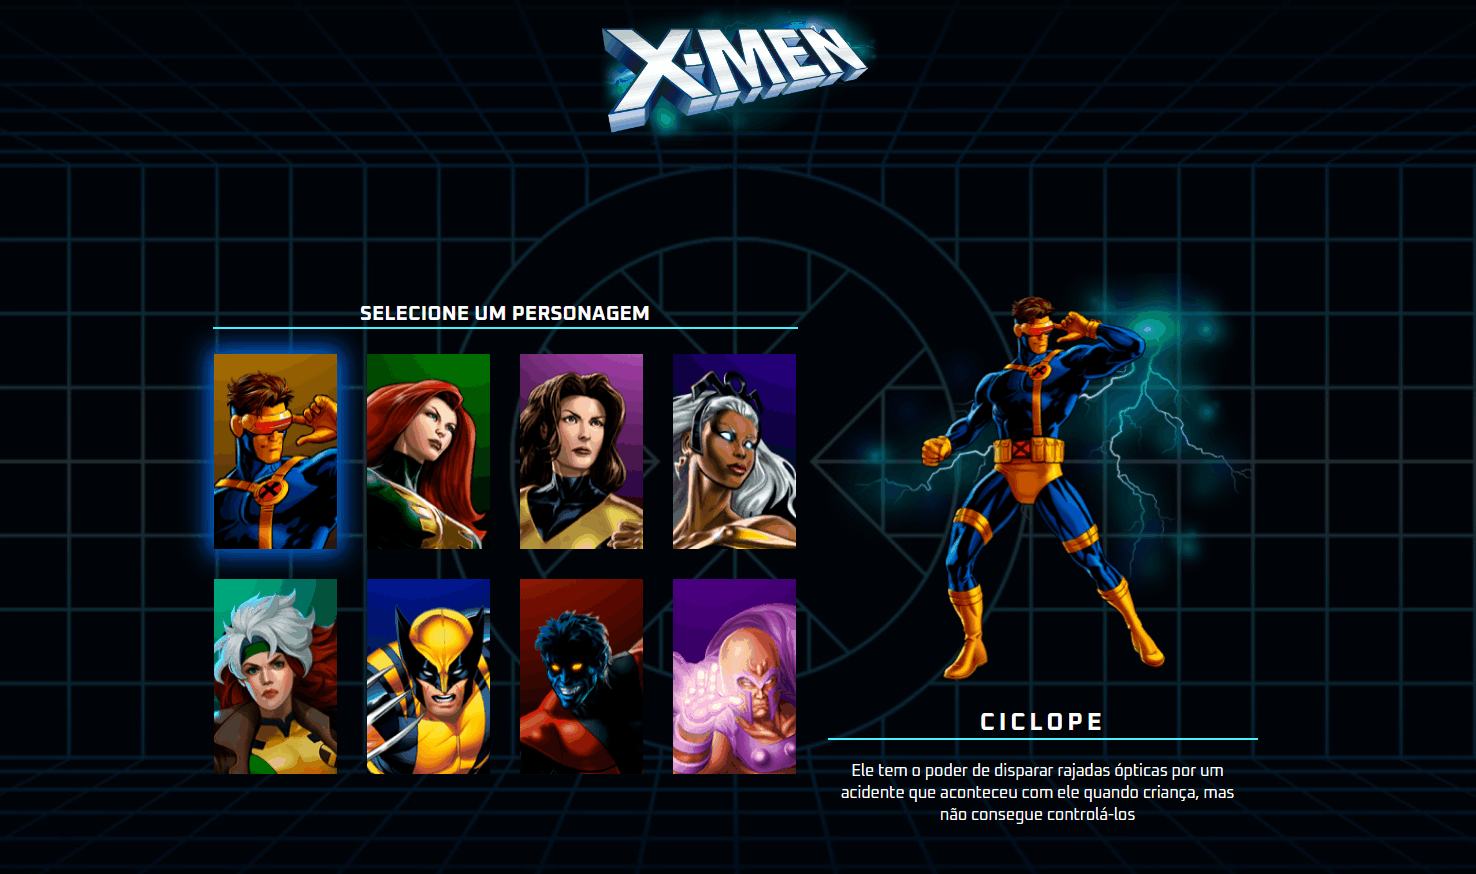 X-MEN
SELECIONE UM PERSONAGEM
CICLOPE
Ele tem o poder de disparar rajadas ópticas por um
acidente que aconteceu com ele quando criança, mas
não consegue controlá-los